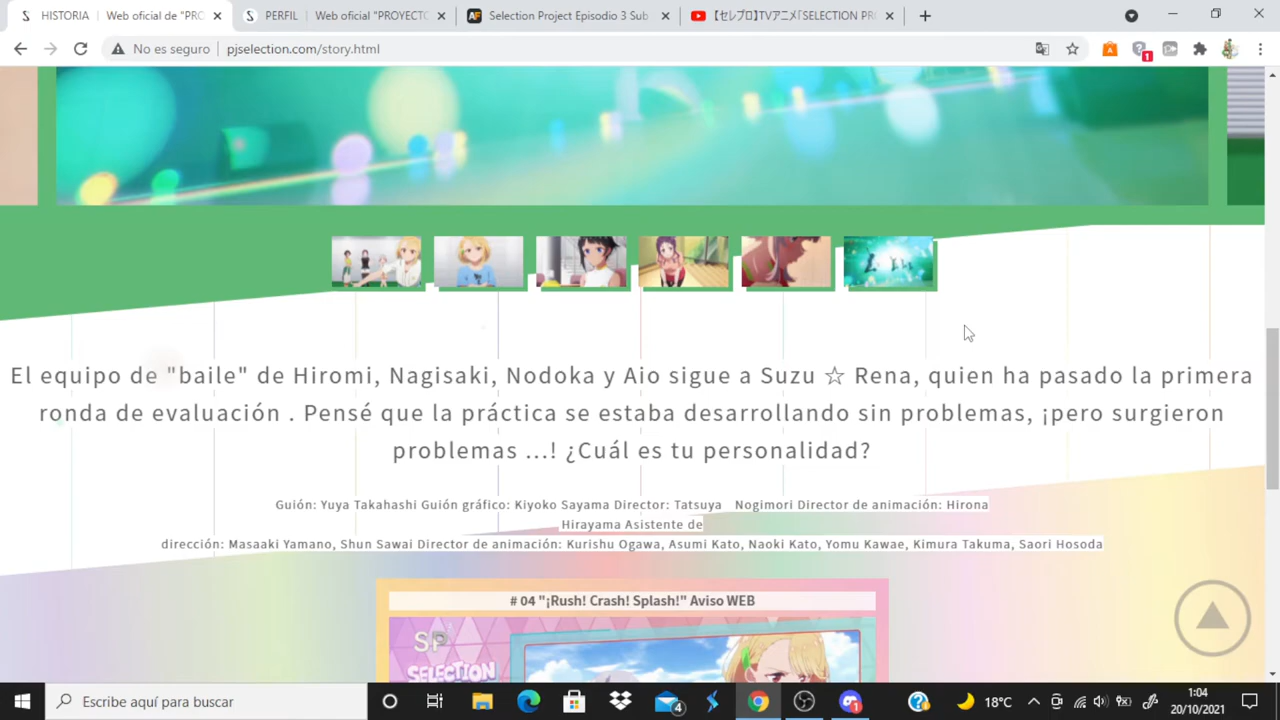 HISTORIA | Web oficial de "PRO
PERFIL | Web oficial "PROYECTO
Selection Project Episodio 3 Sub
【セレプロ】TVアニメ『SELECTION PR
No es seguro | pjselection.com/story.html
1
El equipo de "baile" de Hiromi, Nagisaki, Nodoka y Aio sigue a Suzu ☆ Rena, quien ha pasado la primera
ronda de evaluación . Pensé que la práctica se estaba desarrollando sin problemas, ¡pero surgieron
problemas ...! ¿Cuál es tu personalidad?
Guión: Yuya Takahashi Guión gráfico: Kiyoko Sayama Director: Tatsuya Nogimori Director de animación: Hirona
Hirayama Asistente de
dirección: Masaaki Yamano, Shun Sawai Director de animación: Kurishu Ogawa, Asumi Kato, Naoki Kato, Yomu Kawae, Kimura Takuma, Saori Hosoda
# 04 "¡Rush! Crash! Splash!" Aviso WEB
SP
SELECTION
Escribe aquí para buscar
4
1
18°C
1:04
20/10/2021